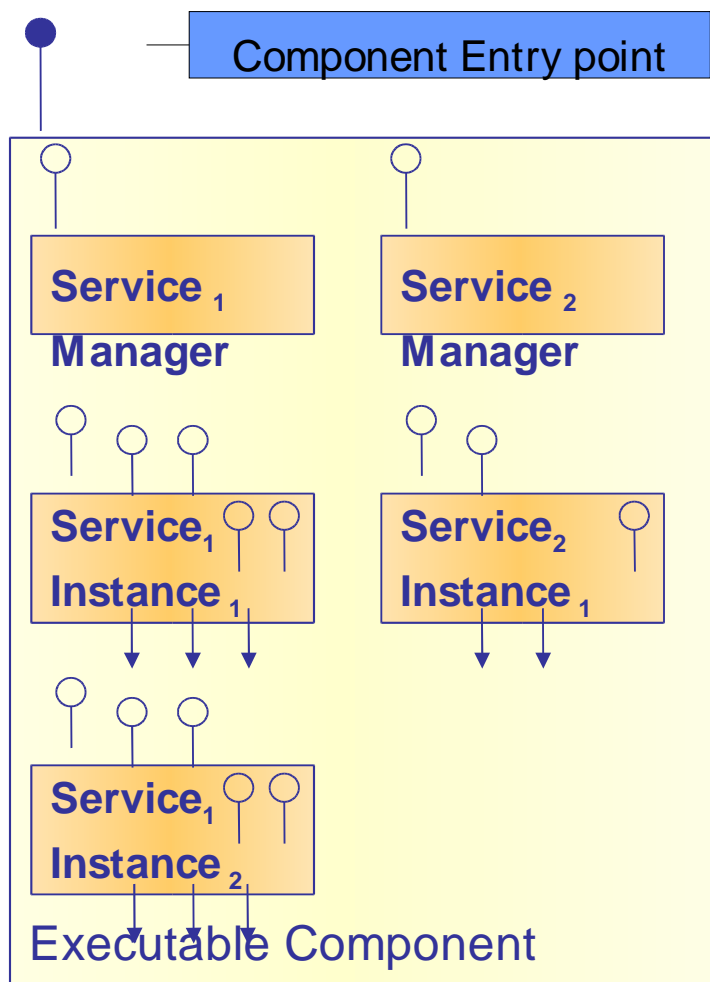 Component Entry point
Service 1
Manager
Service 2
Manager
Service1
Instance 1
Service2
Instance 1
Service1
Instance 2
Executable Component